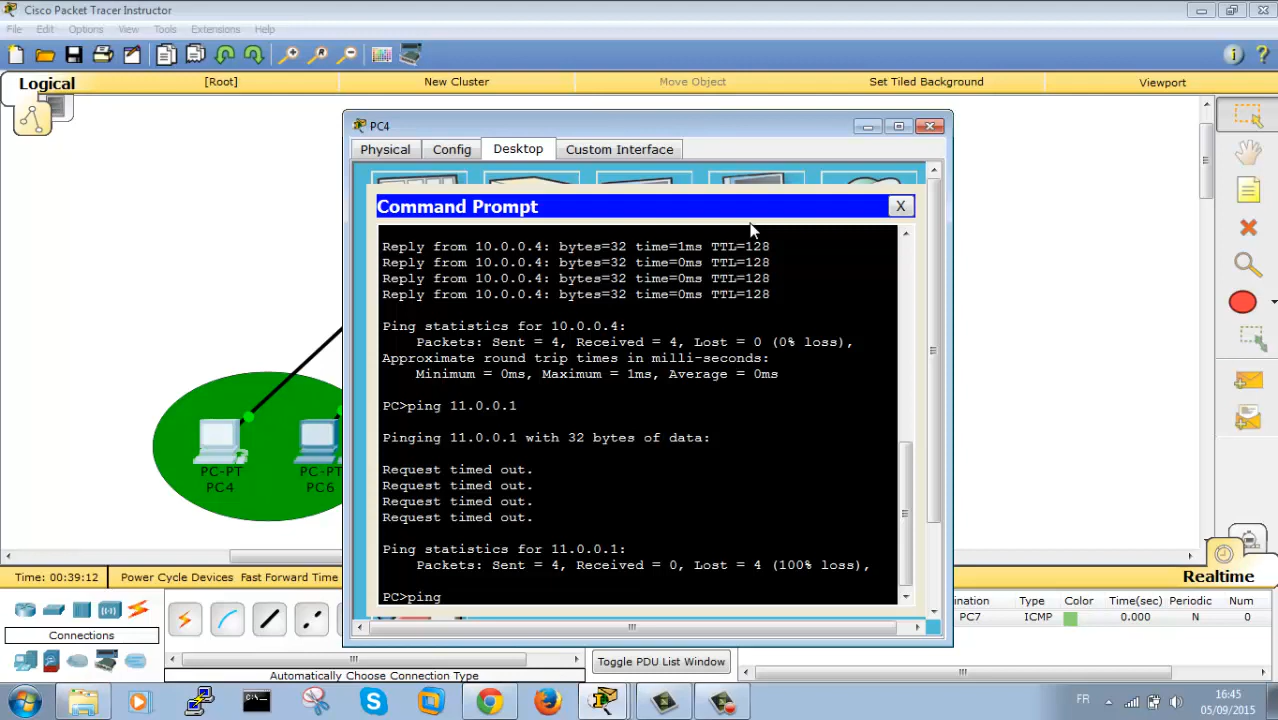 Cisco Packet Tracer Instructor
File Edit Options View Tools Extensions Help
Logical
[Root]
New Cluster
Move Object
Set Tiled Background
Viewport
PC4
Physical
Config
Desktop
Custom Interface
Command Prompt
X
Reply from 10.0.0.4: bytes=32 time=1ms TTL=128
Reply from 10.0.0.4: bytes=32 time=0ms TTL=128
Reply from 10.0.0.4: bytes=32 time=0ms TTL=128
Reply from 10.0.0.4: bytes=32 time=0ms TTL=128
Ping statistics for 10.0.0.4:
Packets: Sent = 4, Received = 4, Lost = 0 (0% loss),
Approximate round trip times in milli-seconds:
Minimum = 0ms, Maximum = 1ms, Average = 0ms
PC>ping 11.0.0.1
Pinging 11.0.0.1 with 32 bytes of data:
Request timed out.
Request timed out.
Request timed out.
Request timed out.
Ping statistics for 11.0.0.1:
Packets: Sent = 4, Received = 0, Lost = 4 (100% loss),
PC>ping
PC-PT
PC4
PC-PT
PC6
Time: 00:39:12
Power Cycle Devices
Fast Forward Time
Realtime
Connections
Automatically Choose Connection Type
Toggle PDU List Window
ination Type Color Time(sec) Periodic Num
PC7 ICMP 0.000 N 0
FR
16:45
05/09/2015